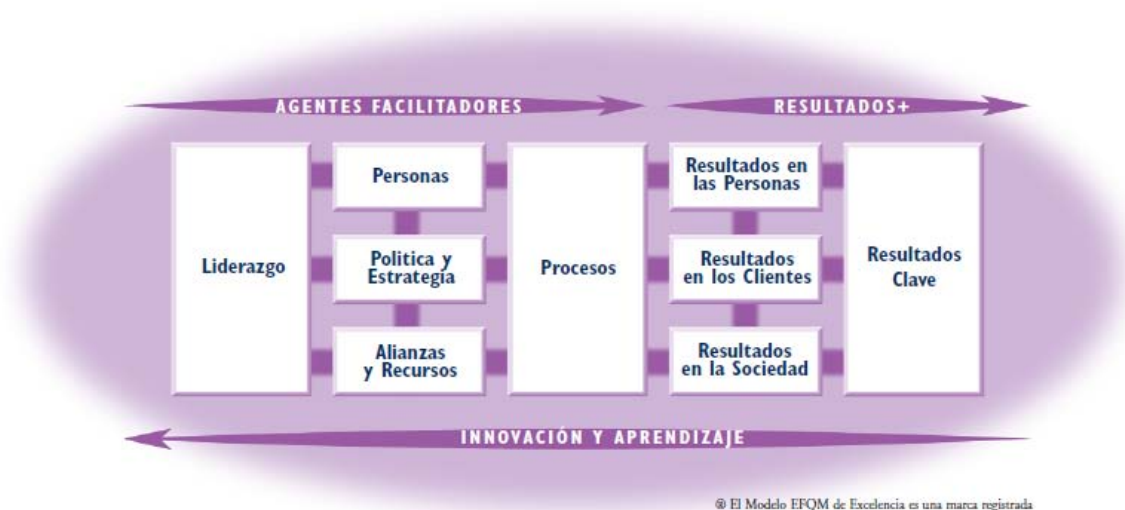 AGENTES FACILITADORES
RESULTADOS+
Liderazgo
Personas
Politica y
Estrategia
Alianzas
y Recursos
Procesos
Resultados en
las Personas
Resultados
en los Clientes
Resultados
en la Sociedad
Resultados
Clave
INNOVACIÓN Y APRENDIZAJE
® El Modelo EFQM de Excelencia es una marca registrada